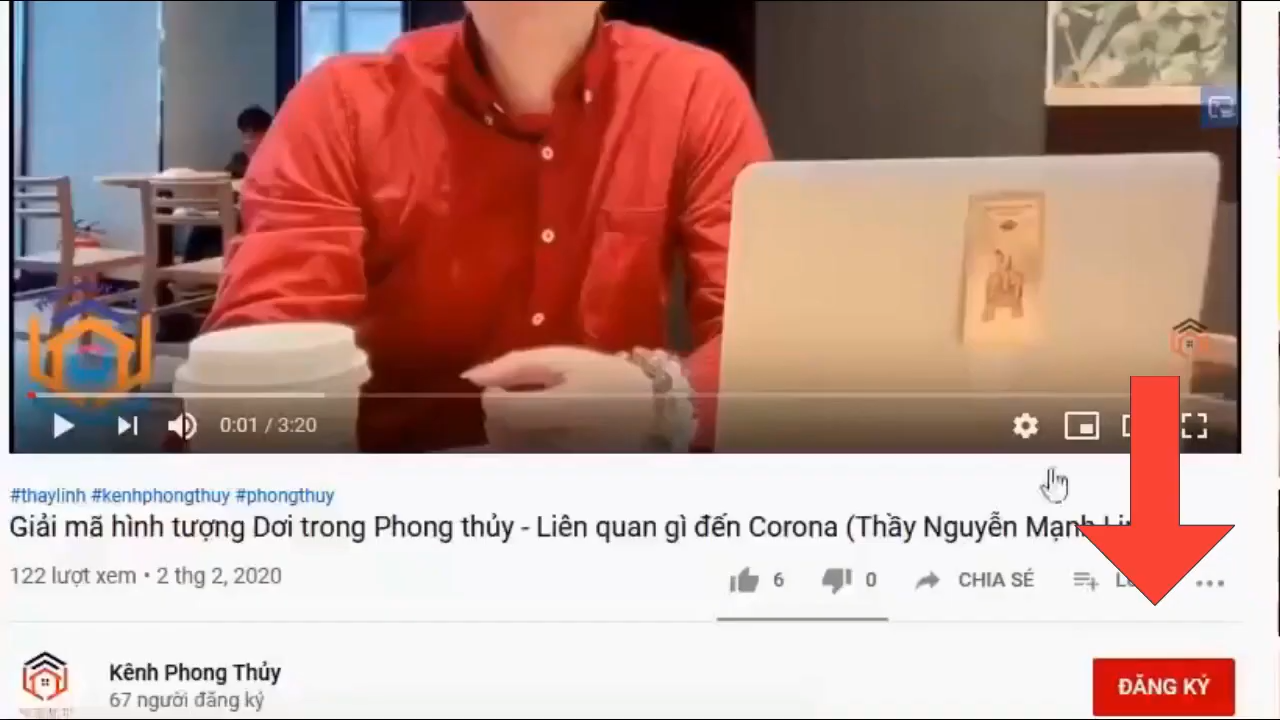 0:01 / 3:20
#thaylinh #kenhphongthuy #phongthuy
Giải mã hình tượng Dơi trong Phong thủy - Liên quan gì đến Corona (Thầy Nguyễn Mạnh
122 lượt xem • 2 thg 2, 2020
6 0 CHIA SẺ
Kênh Phong Thủy
67 người đăng ký
ĐĂNG KÝ